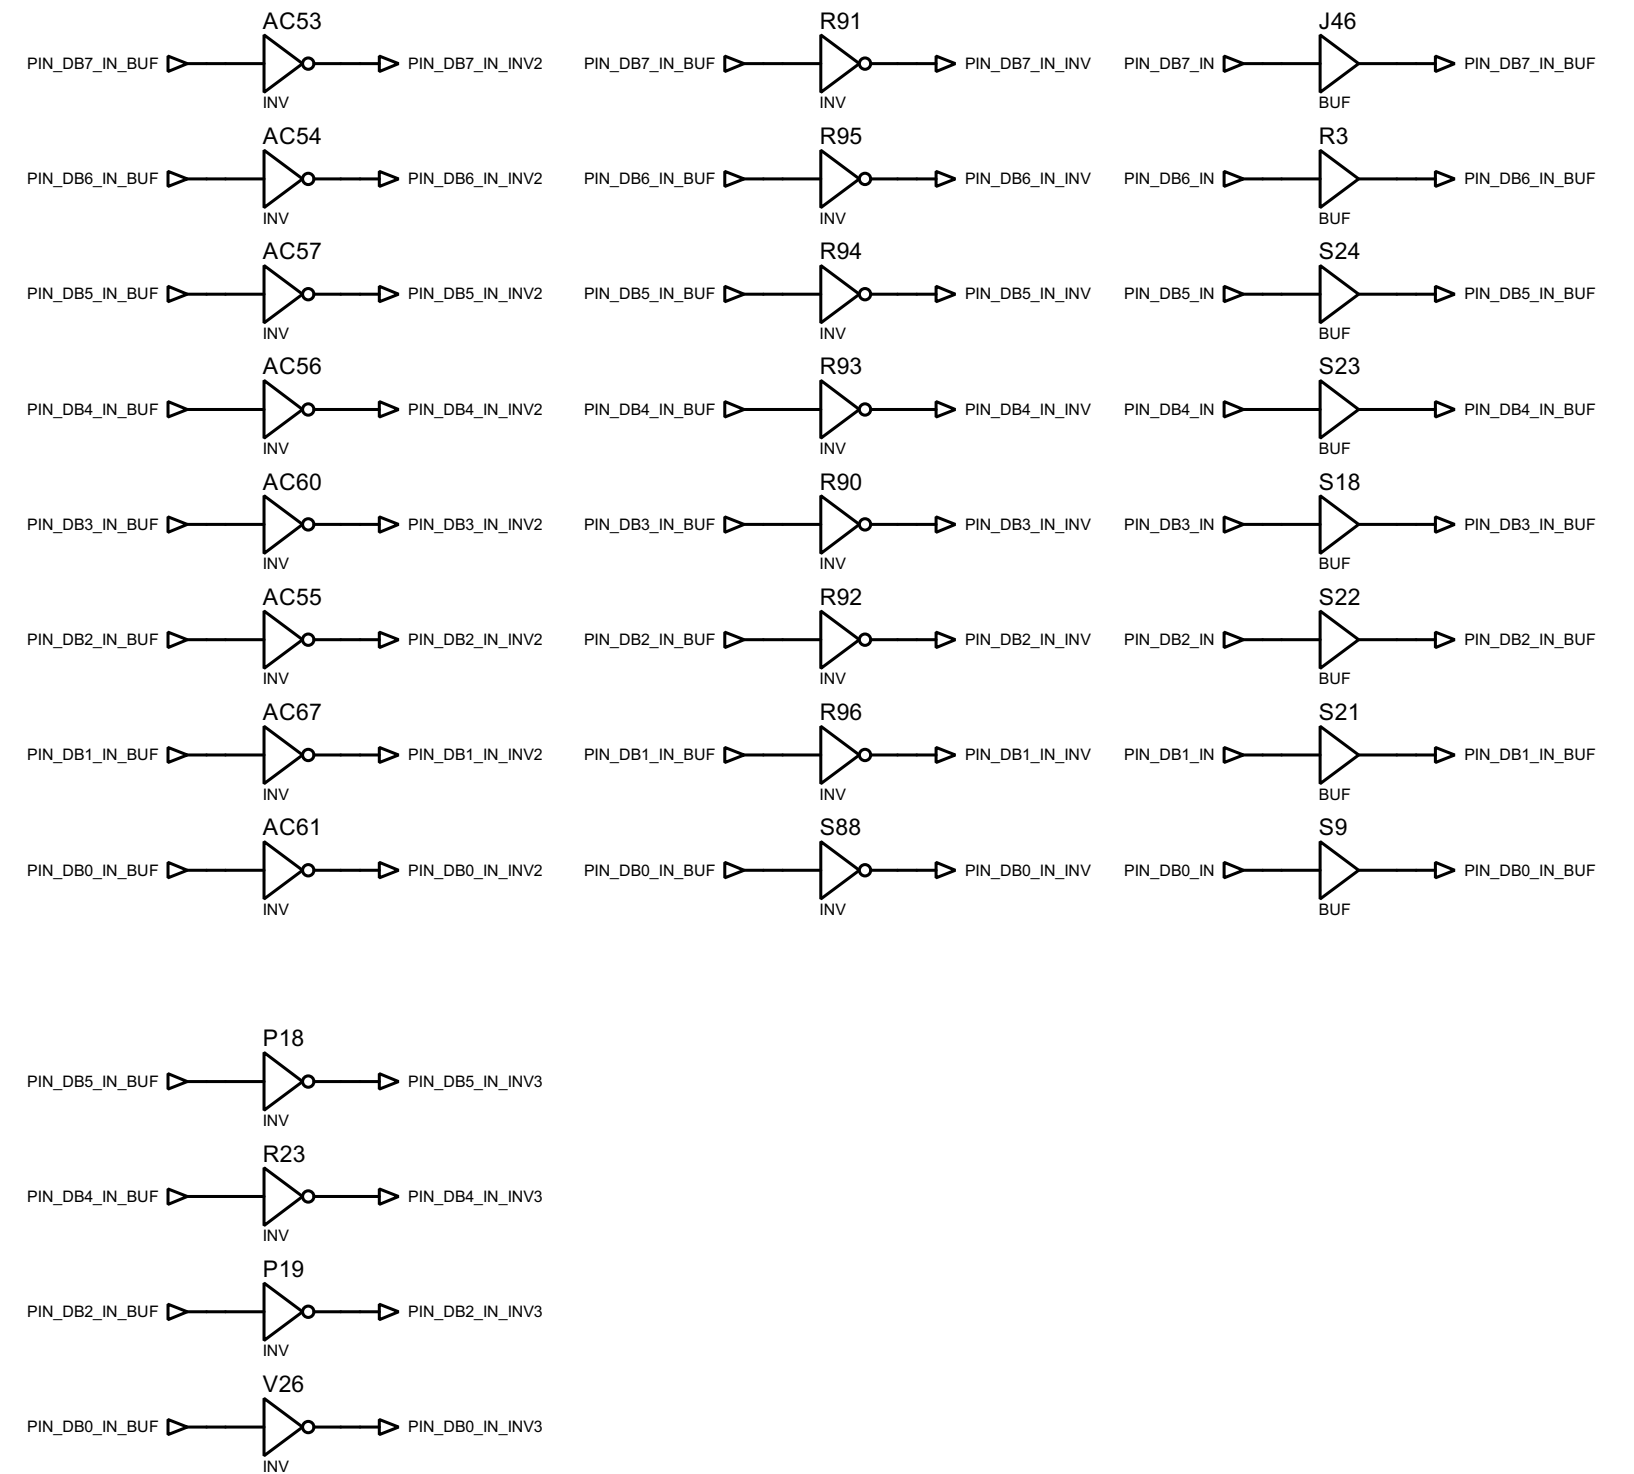 AC53 R91 J46
PIN_DB7_IN_BUF PIN_DB7_IN_INV2 PIN_DB7_IN_BUF PIN_DB7_IN_INV PIN_DB7_IN PIN_DB7_IN_BUF
INV INV BUF
AC54 R95 R3
PIN_DB6_IN_BUF PIN_DB6_IN_INV2 PIN_DB6_IN_BUF PIN_DB6_IN_INV PIN_DB6_IN PIN_DB6_IN_BUF
INV INV BUF
AC57 R94 S24
PIN_DB5_IN_BUF PIN_DB5_IN_INV2 PIN_DB5_IN_BUF PIN_DB5_IN_INV PIN_DB5_IN PIN_DB5_IN_BUF
INV INV BUF
AC56 R93 S23
PIN_DB4_IN_BUF PIN_DB4_IN_INV2 PIN_DB4_IN_BUF PIN_DB4_IN_INV PIN_DB4_IN PIN_DB4_IN_BUF
INV INV BUF
AC60 R90 S18
PIN_DB3_IN_BUF PIN_DB3_IN_INV2 PIN_DB3_IN_BUF PIN_DB3_IN_INV PIN_DB3_IN PIN_DB3_IN_BUF
INV INV BUF
AC55 R92 S22
PIN_DB2_IN_BUF PIN_DB2_IN_INV2 PIN_DB2_IN_BUF PIN_DB2_IN_INV PIN_DB2_IN PIN_DB2_IN_BUF
INV INV BUF
AC67 R96 S21
PIN_DB1_IN_BUF PIN_DB1_IN_INV2 PIN_DB1_IN_BUF PIN_DB1_IN_INV PIN_DB1_IN PIN_DB1_IN_BUF
INV INV BUF
AC61 S88 S9
PIN_DB0_IN_BUF PIN_DB0_IN_INV2 PIN_DB0_IN_BUF PIN_DB0_IN_INV PIN_DB0_IN PIN_DB0_IN_BUF
INV INV BUF
P18
PIN_DB5_IN_BUF PIN_DB5_IN_INV3
INV
R23
PIN_DB4_IN_BUF PIN_DB4_IN_INV3
INV
P19
PIN_DB2_IN_BUF PIN_DB2_IN_INV3
INV
V26
PIN_DB0_IN_BUF PIN_DB0_IN_INV3
INV